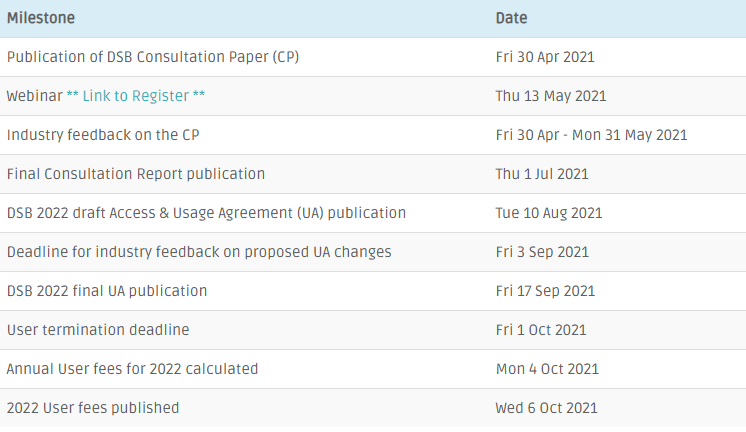 Milestone Date
Publication of DSB Consultation Paper (CP) Fri 30 Apr 2021
Webinar ** Link to Register ** Thu 13 May 2021
Industry feedback on the CP Fri 30 Apr - Mon 31 May 2021
Final Consultation Report publication Thu 1 Jul 2021
DSB 2022 draft Access & Usage Agreement (UA) publication Tue 10 Aug 2021
Deadline for industry feedback on proposed UA changes Fri 3 Sep 2021
DSB 2022 final UA publication Fri 17 Sep 2021
User termination deadline Fri 1 Oct 2021
Annual User fees for 2022 calculated Mon 4 Oct 2021
2022 User fees published Wed 6 Oct 2021